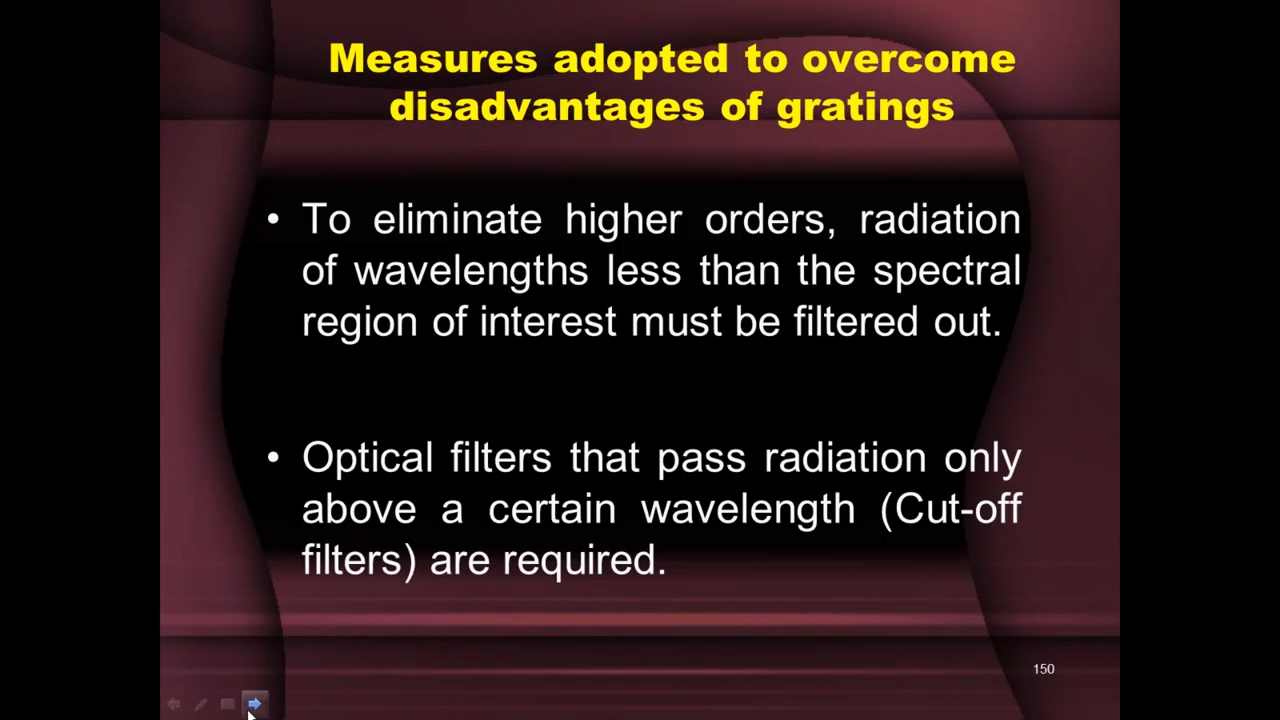 Measures adopted to overcome
disadvantages of gratings
• To eliminate higher orders, radiation
of wavelengths less than the spectral
region of interest must be filtered out.
• Optical filters that pass radiation only
above a certain wavelength (Cut-off
filters) are required.
150